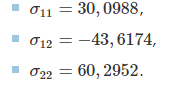 ▪ σ₁₁ = 30,0988,
▪ σ₁₂ = −43,6174,
▪ σ₂₂ = 60,2952.